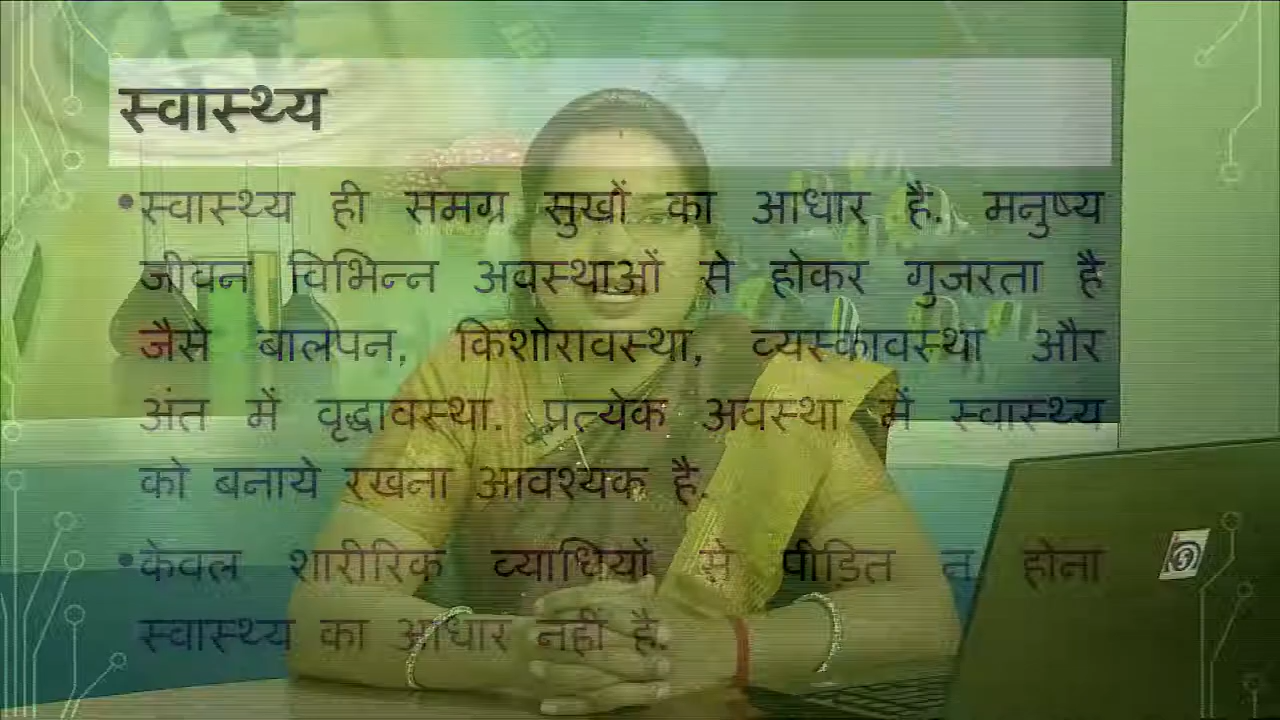 स्वास्थ्य
•स्वास्थ्य ही समग्र सुखों का आधार हैं. मनुष्य
जीवन विभिन्न अवस्थाओं से होकर गुजरता है
जैसे बालपन, किशोरावस्था, व्यस्कावस्था और
अंत में वृद्धावस्था. प्रत्येक अवस्था में स्वास्थ्य
को बनाये रखना आवश्यक है.
•केवल शारीरिक व्याधियों से पीडित न होना
स्वास्थ्य का आधार नहीं है.